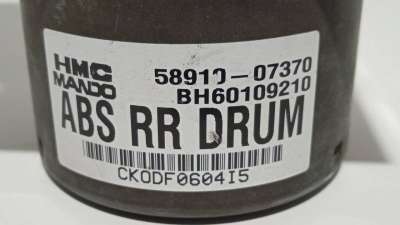 HMC 58910-07370
MANDO BH60109210
ABS RR DRUM
CKODF0604I5